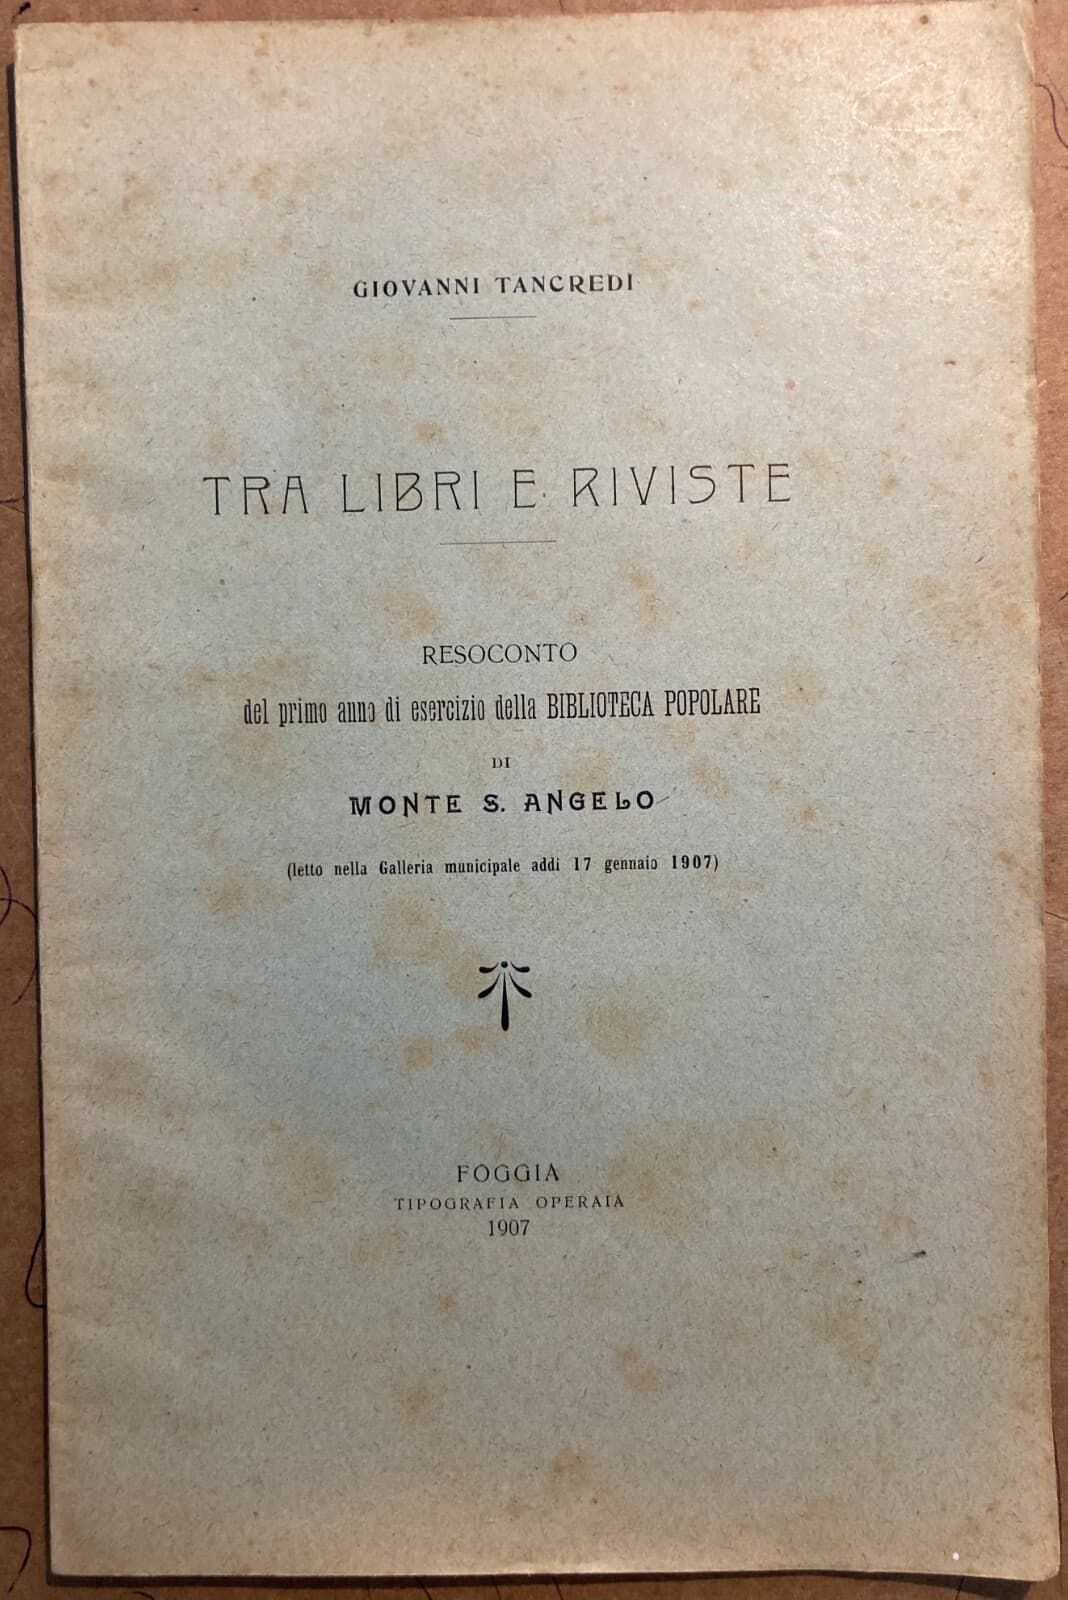 GIOVANNI TANCREDI
TRA LIBRI E RIVISTE
RESOCONTO
del primo anno di esercizio della BIBLIOTECA POPOLARE
DI
MONTE S. ANGELO
(letto nella Galleria municipale addi 17 gennaio 1907)
FOGGIA
TIPOGRAFIA OPERAIA
1907